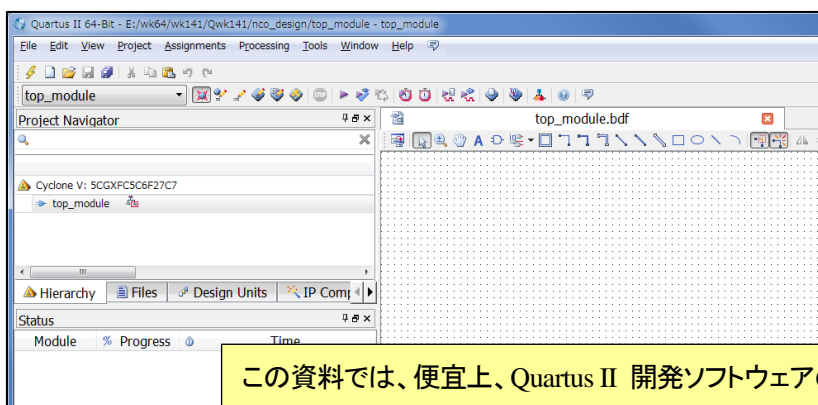 Quartus II 64-Bit - E:/wk64/wk141/Qwk141/nco_design/top_module - top_module
File Edit View Project Assignments Processing Tools Window Help
top_module
Project Navigator
top_module.bdf
Cyclone V: 5CGXFC5C6F27C7
top_module
Hierarchy Files Design Units IP Comp
Status
Module % Progress Time
この資料では、便宜上、Quartus II 開発ソフトウェアの